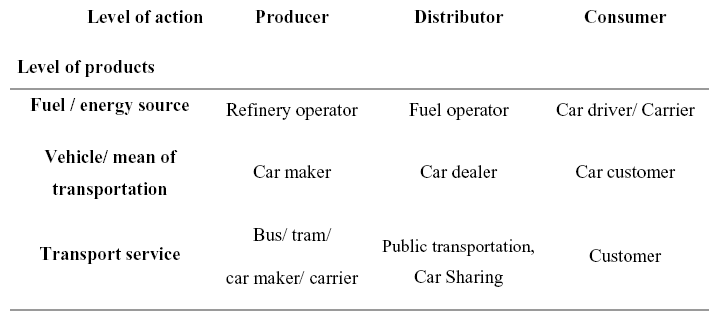 Level of action Producer Distributor Consumer
Level of products
Fuel / energy source Refinery operator Fuel operator Car driver/ Carrier
Vehicle/ mean of
transportation Car maker Car dealer Car customer
Transport service Bus/ tram/
car maker/ carrier Public transportation,
Car Sharing Customer